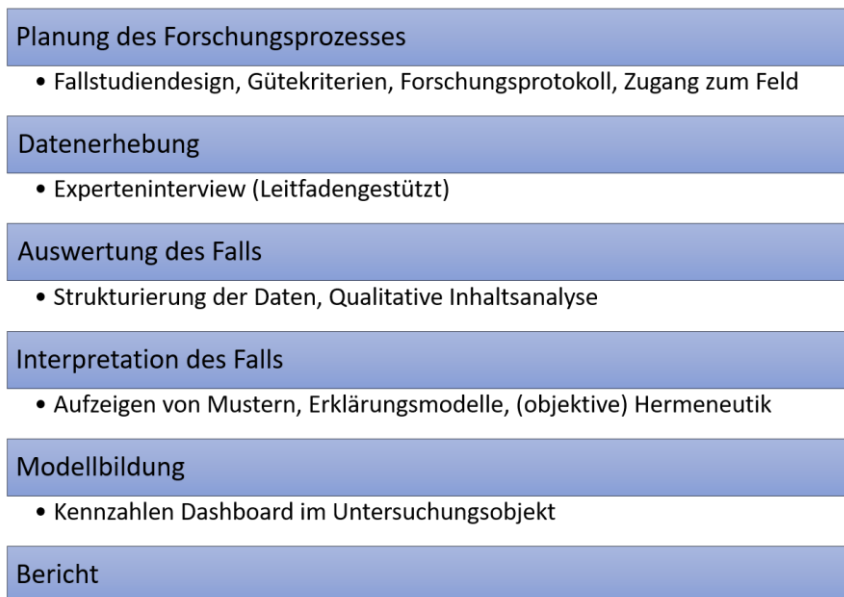 Planung des Forschungsprozesses
• Fallstudiendesign, Gütekriterien, Forschungsprotokoll, Zugang zum Feld
Datenerhebung
• Experteninterview (Leitfadengestützt)
Auswertung des Falls
• Strukturierung der Daten, Qualitative Inhaltsanalyse
Interpretation des Falls
• Aufzeigen von Mustern, Erklärungsmodelle, (objektive) Hermeneutik
Modellbildung
• Kennzahlen Dashboard im Untersuchungsobjekt
Bericht